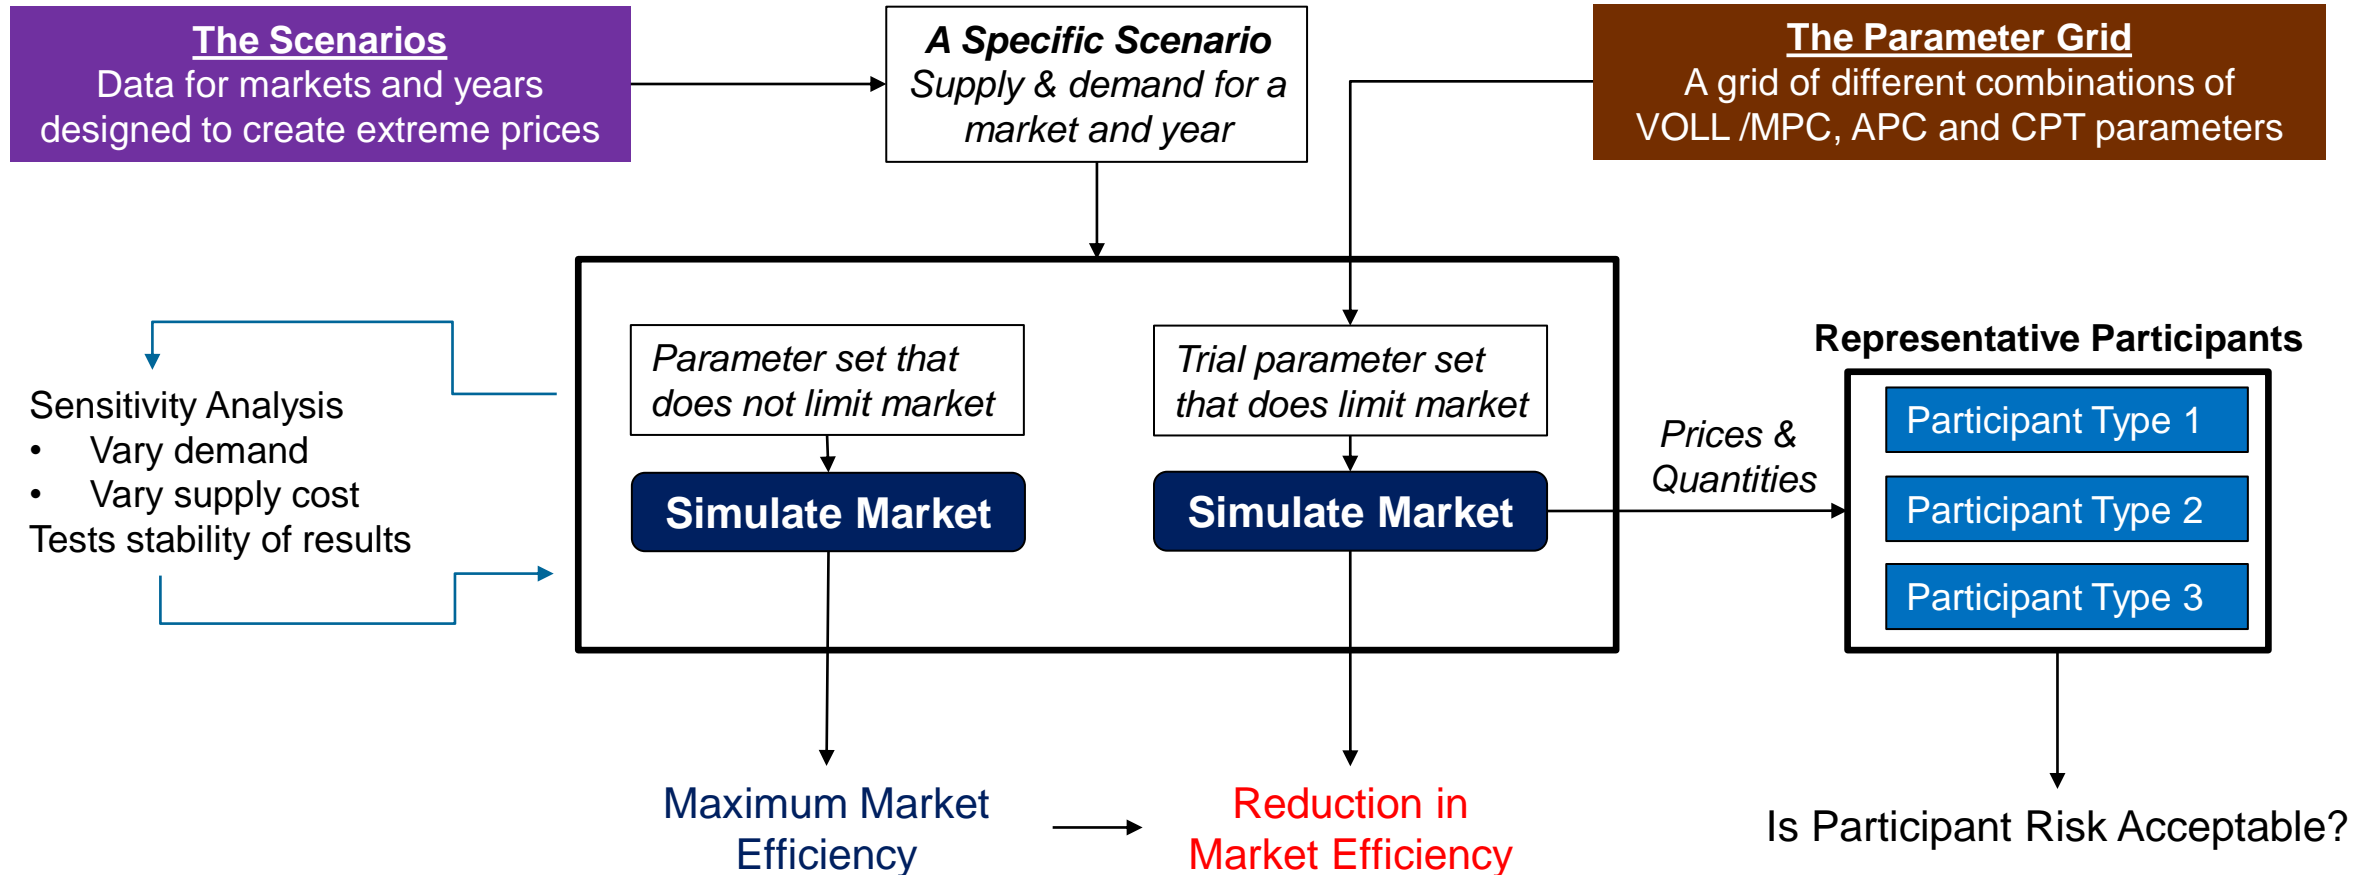 The Scenarios
Data for markets and years
designed to create extreme prices
A Specific Scenario
Supply & demand for a
market and year
The Parameter Grid
A grid of different combinations of
VOLL /MPC, APC and CPT parameters
Sensitivity Analysis
• Vary demand
• Vary supply cost
Tests stability of results
Parameter set that
does not limit market
Simulate Market
Trial parameter set
that does limit market
Simulate Market
Prices &
Quantities
Representative Participants
Participant Type 1
Participant Type 2
Participant Type 3
Maximum Market
Efficiency
Reduction in
Market Efficiency
Is Participant Risk Acceptable?